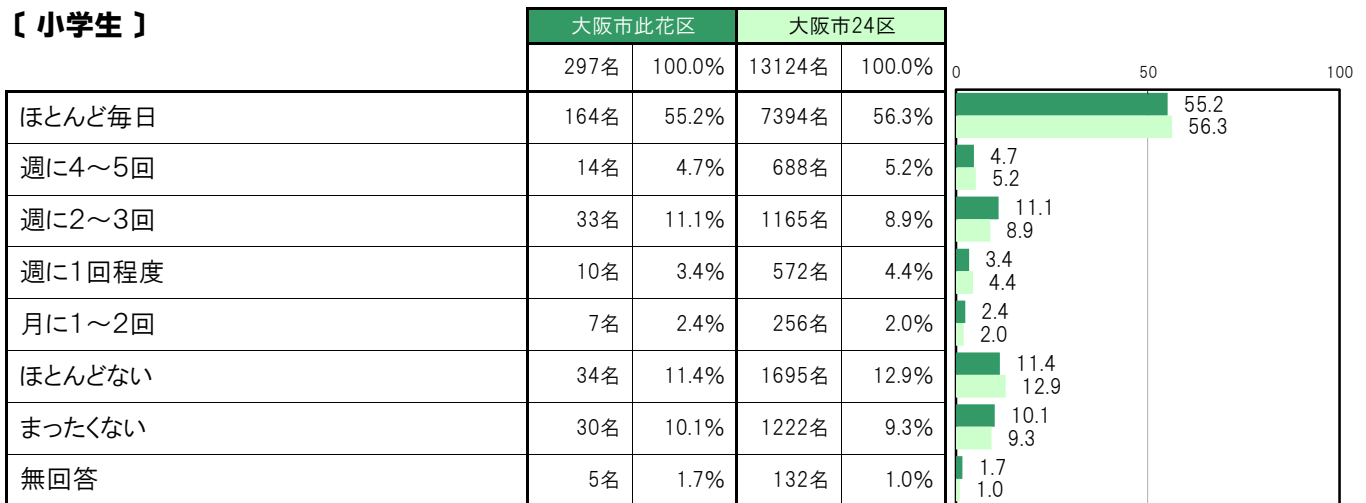 〔 小学生 〕
大阪市此花区 大阪市24区
297名 100.0% 13124名 100.0% 0 50 100
ほとんど毎日 164名 55.2% 7394名 56.3% 55.2
56.3
週に4～5回 14名 4.7% 688名 5.2% 4.7
5.2
週に2～3回 33名 11.1% 1165名 8.9% 11.1
8.9
週に1回程度 10名 3.4% 572名 4.4% 3.4
4.4
月に1～2回 7名 2.4% 256名 2.0% 2.4
2.0
ほとんどない 34名 11.4% 1695名 12.9% 11.4
12.9
まったくない 30名 10.1% 1222名 9.3% 10.1
9.3
無回答 5名 1.7% 132名 1.0% 1.7
1.0